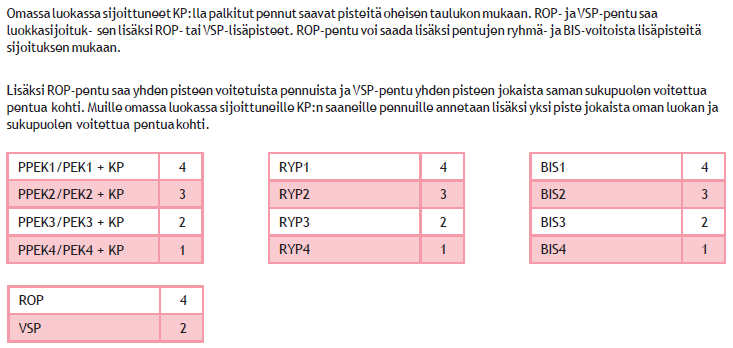 Omassa luokassa sijoittuneet KP:lla palkitut pennut saavat pisteitä oheisen taulukon mukaan. ROP- ja VSP-pentu saa
luokkasijoituk- sen lisäksi ROP- tai VSP-lisäpisteet. ROP-pentu voi saada lisäksi pentujen ryhmä- ja BIS-voitoista lisäpisteitä
sijoituksen mukaan.
Lisäksi ROP-pentu saa yhden pisteen voitetuista pennuista ja VSP-pentu yhden pisteen jokaista saman sukupuolen voitettua
pentua kohti. Muille omassa luokassa sijoittuneille KP:n saaneille pennuille annetaan lisäksi yksi piste jokaista oman luokan ja
sukupuolen voitettua pentua kohti.
PPEK1/PEK1 + KP 4
PPEK2/PEK2 + KP 3
PPEK3/PEK3 + KP 2
PPEK4/PEK4 + KP 1
RYP1 4
RYP2 3
RYP3 2
RYP4 1
BIS1 4
BIS2 3
BIS3 2
BIS4 1
ROP 4
VSP 2